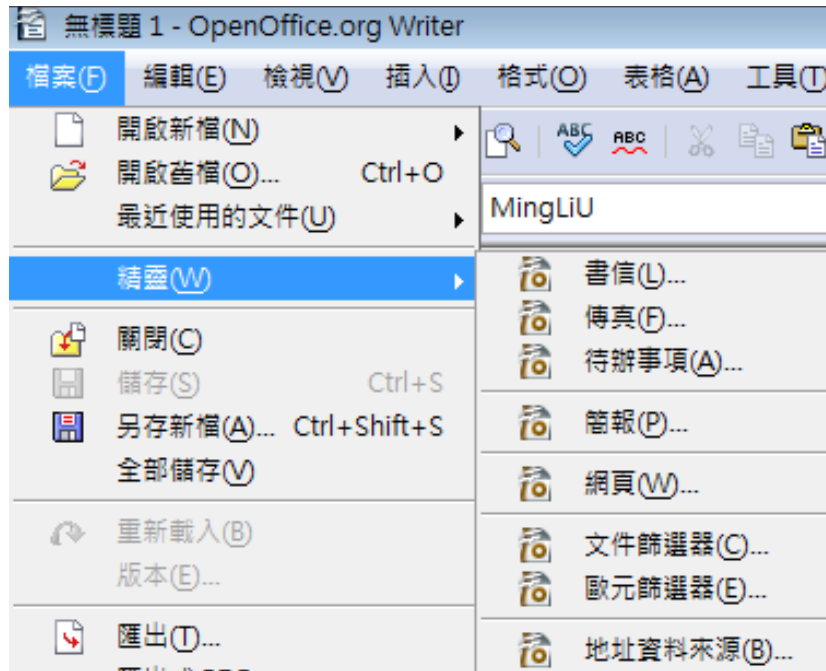 無標題 1 - OpenOffice.org Writer
檔案(F) 編輯(E) 檢視(V) 插入(I) 格式(O) 表格(A) 工具(T)
開啟新檔(N)
開啟舊檔(O)... Ctrl+O
最近使用的文件(U)
精靈(W)
關閉(C)
儲存(S) Ctrl+S
另存新檔(A)... Ctrl+Shift+S
全部儲存(V)
重新載入(B)
版本(E)...
匯出(T)...
ABC ABC
MingLiU
書信(L)...
傳真(F)...
待辦事項(A)...
簡報(P)...
網頁(W)...
文件篩選器(C)...
歐元篩選器(E)...
地址資料來源(B)...